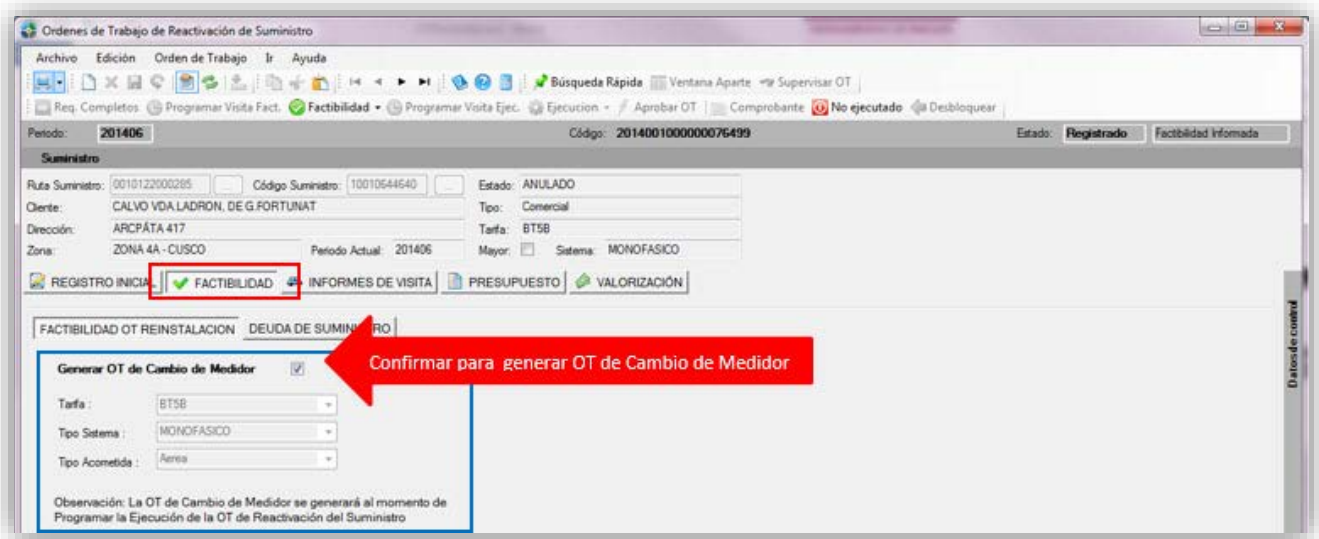 Ordenes de Trabajo de Reactivación de Suministro
Archivo Edición Orden de Trabajo Ir Ayuda
Búsqueda Rápida Ventana Aparte Supervisar OT
Req. Completos Programar Visita Fact. Factibilidad Programar Visita Ejec. Ejecucion Aprobar OT Comprobante No ejecutado Desbloquear
Periodo: 201406 Código: 2014001000000076499 Estado: Registrado Factibilidad Informada
Suministro
Ruta Suministro: 0010122000285 ... Código Suministro: 10010644640 ... Estado: ANULADO
Cliente: CALVO VDA.LADRON, DE G.FORTUNAT Tipo: Comercial
Dirección: ARCPÁTA 417 Tarifa: BT5B
Zona: ZONA 4A - CUSCO Periodo Actual: 201406 Mayor: Sistema: MONOFASICO
REGISTRO INICIAL FACTIBILIDAD INFORMES DE VISITA PRESUPUESTO VALORIZACIÓN
FACTIBILIDAD OT REINSTALACION DEUDA DE SUMINISTRO
Generar OT de Cambio de Medidor
Confirmar para generar OT de Cambio de Medidor
Tarifa : BT5B
Tipo Sistema : MONOFASICO
Tipo Acometida : Aerea
Observación: La OT de Cambio de Medidor se generará al momento de
Programar la Ejecución de la OT de Reactivación del Suministro
Datos de control